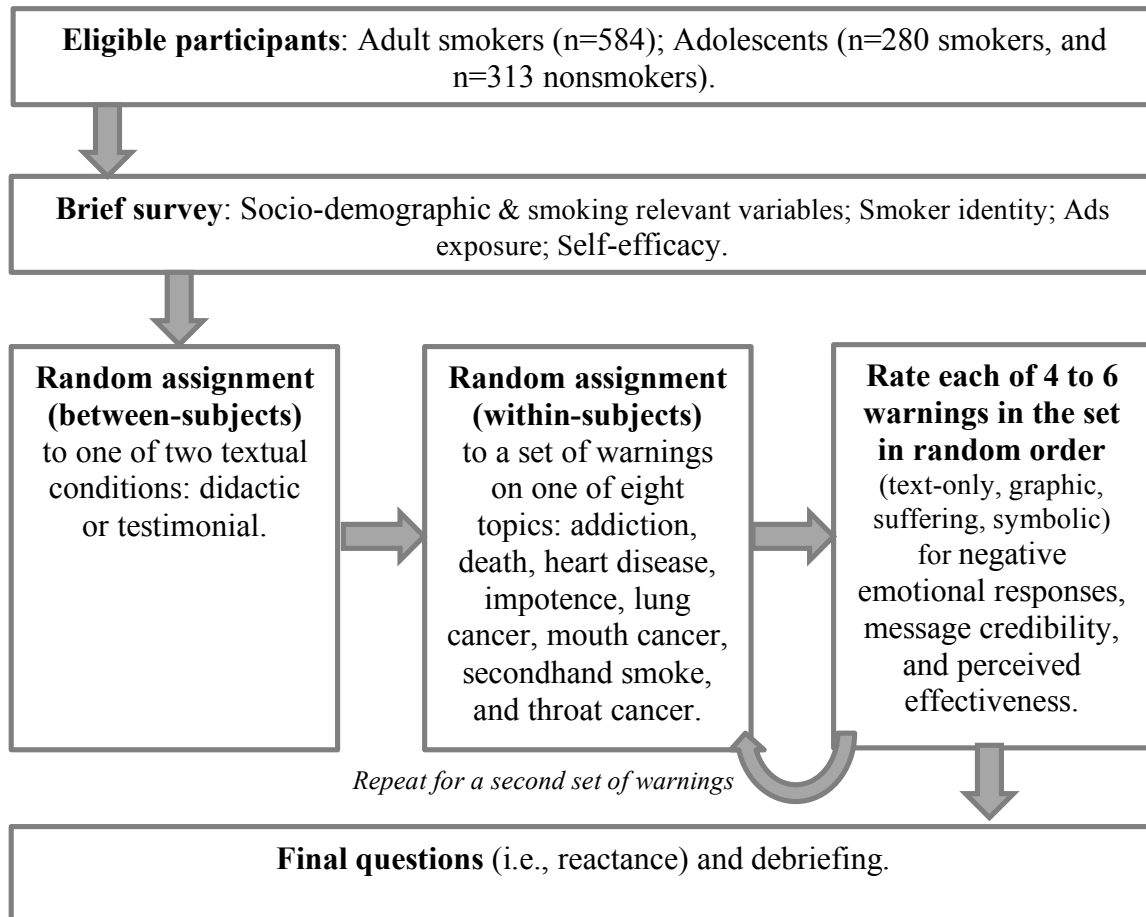 Eligible participants: Adult smokers (n=584); Adolescents (n=280 smokers, and
n=313 nonsmokers).
Brief survey: Socio-demographic & smoking relevant variables; Smoker identity; Ads
exposure; Self-efficacy.
Random assignment
(between-subjects)
to one of two textual
conditions: didactic
or testimonial.
Random assignment
(within-subjects)
to a set of warnings
on one of eight
topics: addiction,
death, heart disease,
impotence, lung
cancer, mouth cancer,
secondhand smoke,
and throat cancer.
Rate each of 4 to 6
warnings in the set
in random order
(text-only, graphic,
suffering, symbolic)
for negative
emotional responses,
message credibility,
and perceived
effectiveness.
Repeat for a second set of warnings
Final questions (i.e., reactance) and debriefing.